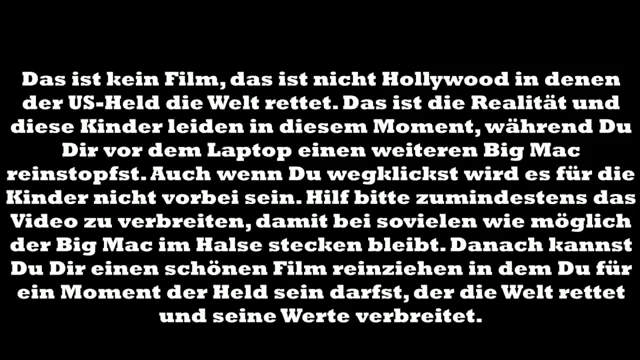 Das ist kein Film, das ist nicht Hollywood in denen
der US-Held die Welt rettet. Das ist die Realität und
diese Kinder leiden in diesem Moment, während Du
Dir vor dem Laptop einen weiteren Big Mac
reinstopfst. Auch wenn Du wegklickst wird es für die
Kinder nicht vorbei sein. Hilf bitte zumindestens das
Video zu verbreiten, damit bei sovielen wie möglich
der Big Mac im Halse stecken bleibt. Danach kannst
Du Dir einen schönen Film reinziehen in dem Du für
ein Moment der Held sein darfst, der die Welt rettet
und seine Werte verbreitet.